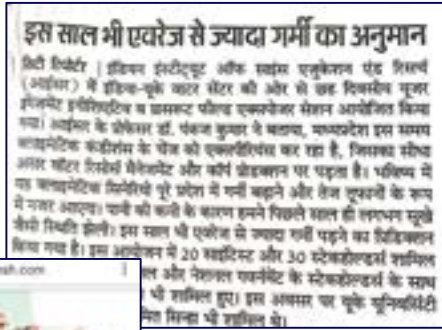 इस साल भी एवरेज से ज्यादा गर्मी का अनुमान
सिटी रिपोर्टर | इंडियन इंस्टीट्यूट ऑफ साइंस एजुकेशन एंड रिसर्च
(आईसर) में इंडिया-यूके वाटर सेंटर की ओर से छह दिवसीय यूजर
इंगेजमेंट इनीशिएटिव व ग्रासरूट फील्ड एक्सपोजर सेशन आयोजित किया
गया। आईसर के प्रोफेसर डॉ. पंकज कुमार ने बताया, मध्यप्रदेश इस समय
क्लाइमेटिक कंडीशंस के चेंज को एक्सपीरियंस कर रहा है, जिसका सीधा
असर वॉटर रिसोर्स मैनेजमेंट और क्रॉप प्रोडक्शन पर पड़ता है। भविष्य में
यह क्लाइमेटिक सिनेरियो पूरे प्रदेश में गर्मी बढ़ाने और तेज तूफानों के रूप
में नजर आएगा। पानी की कमी के कारण हमने पिछले साल ही लगभग सूखे
जैसी स्थिति झेली। इस साल भी एवरेज से ज्यादा गर्मी पड़ने का प्रिडिक्शन
किया गया है। इस आयोजन में 20 साइंटिस्ट और 30 स्टेकहोल्डर्स शामिल
और नेशनल गवर्नमेंट के स्टेकहोल्डर्स के साथ
भी शामिल हुए। इस अवसर पर यूके यूनिवर्सिटी
सिन्हा भी शामिल थे।
sh.com